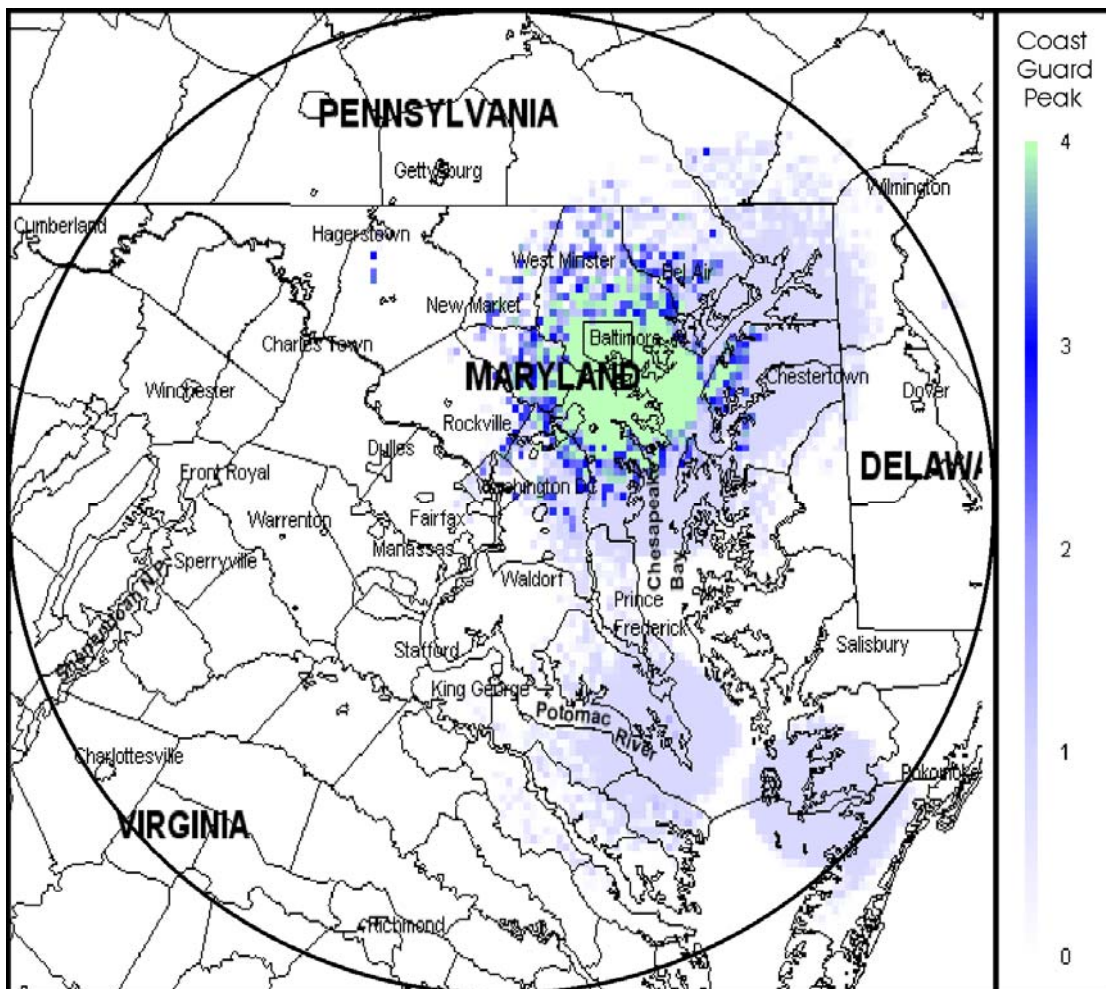 Coast
Guard
Peak
4
3
2
1
0
PENNSYLVANIA
Gettysburg
Wilmington
Cumberland
Hagerstown
West Minster
Bel Air
New Market
Baltimore
Charles Town
MARYLAND
Chestertown
Winchester
Dover
Rockville
Dulles
DELAWA
Front Royal
Washington DC
Fairfax
Warrenton
Chesapeake
Bay
Manassas
Sperryville
Waldorf
Prince
Frederick
Shenandoah N.P.
Stafford
Salisbury
King George
Potomac
River
Charlottesville
Pokomoke
VIRGINIA
Richmond